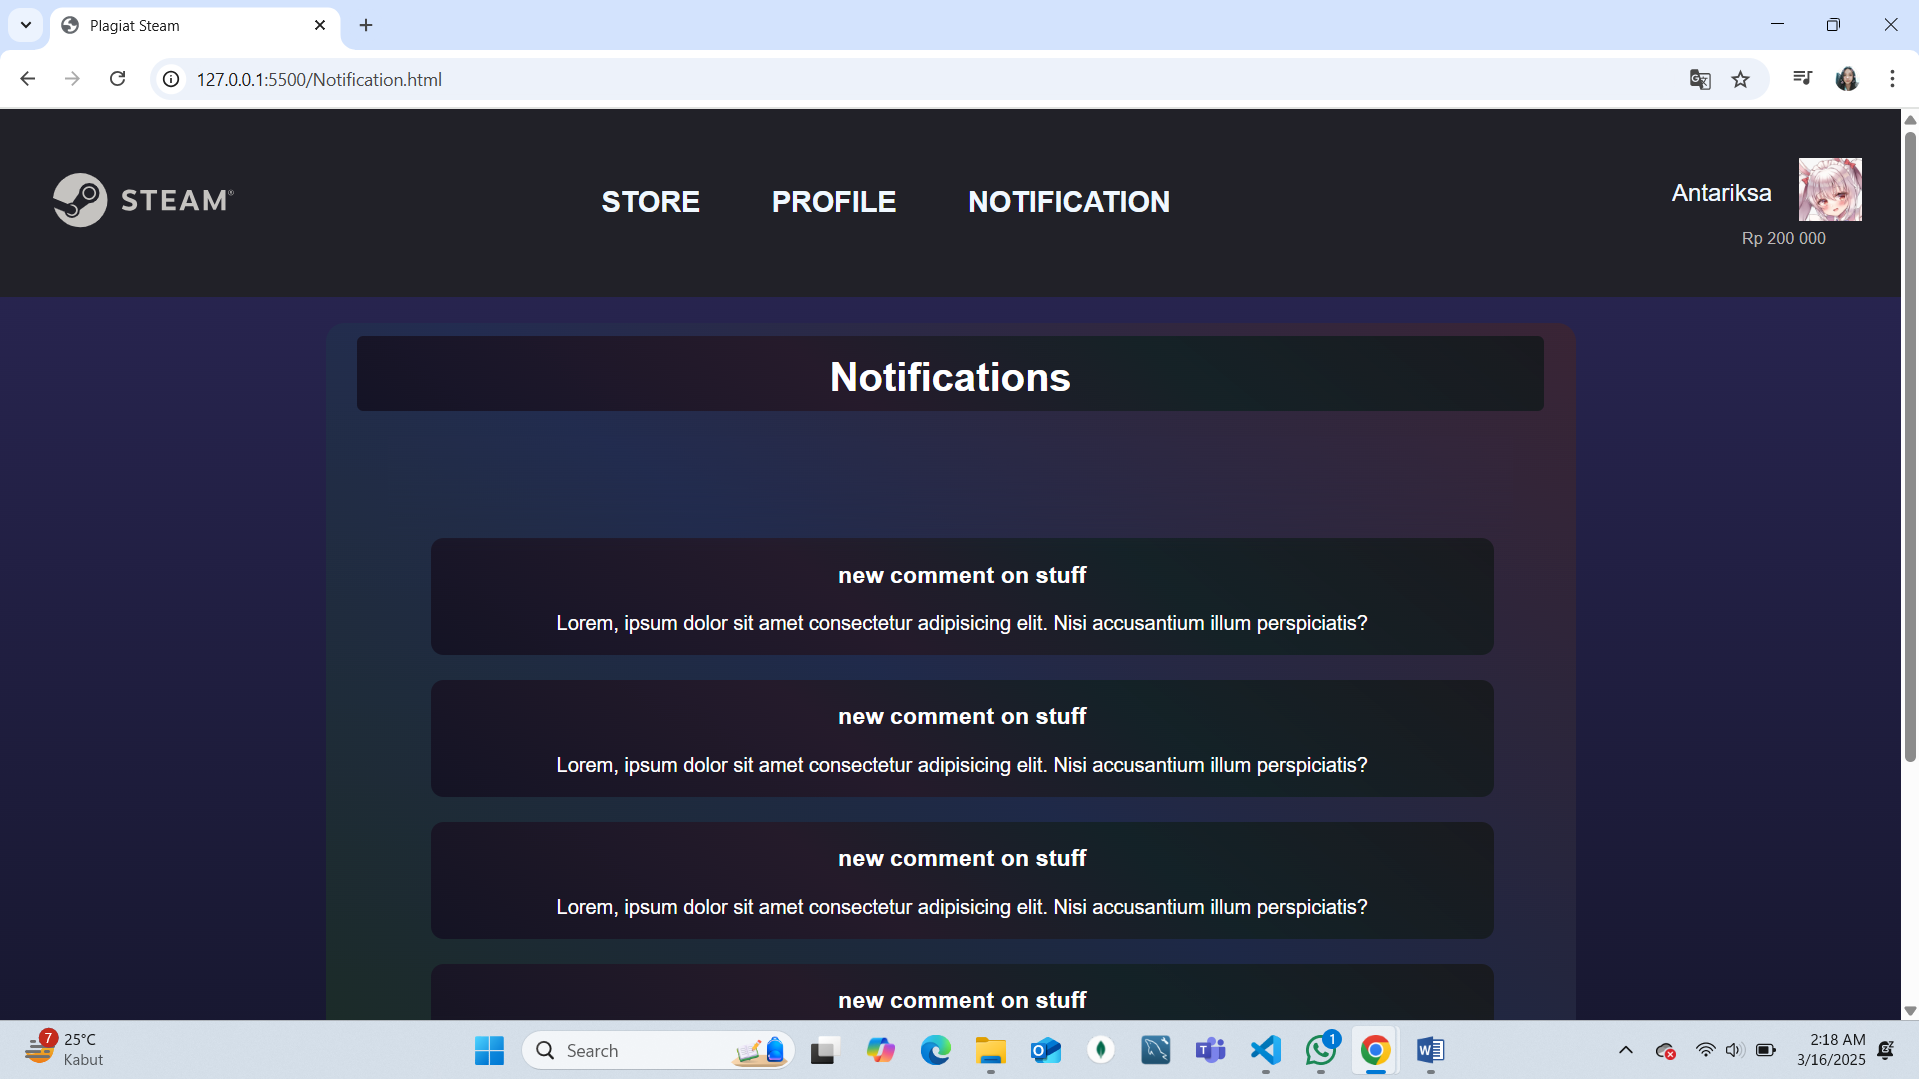 Plagiat Steam
127.0.0.1:5500/Notification.html
STEAM®
STORE PROFILE NOTIFICATION
Antariksa
Rp 200 000
Notifications
new comment on stuff
Lorem, ipsum dolor sit amet consectetur adipisicing elit. Nisi accusantium illum perspiciatis?
new comment on stuff
Lorem, ipsum dolor sit amet consectetur adipisicing elit. Nisi accusantium illum perspiciatis?
new comment on stuff
Lorem, ipsum dolor sit amet consectetur adipisicing elit. Nisi accusantium illum perspiciatis?
new comment on stuff
7
25°C
Kabut
Search
1
2:18 AM
3/16/2025